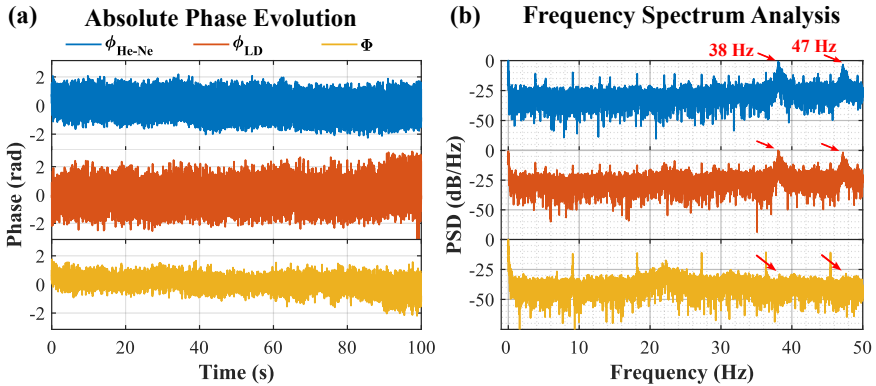 (a) Absolute Phase Evolution
ϕHe-Ne ϕLD Φ
Phase (rad)
2
0
-2
2
0
-2
2
0
-2
0 20 40 60 80 100
Time (s)
(b) Frequency Spectrum Analysis
38 Hz 47 Hz
PSD (dB/Hz)
0
-25
-50
0
-25
-50
0
-25
-50
0 10 20 30 40 50
Frequency (Hz)